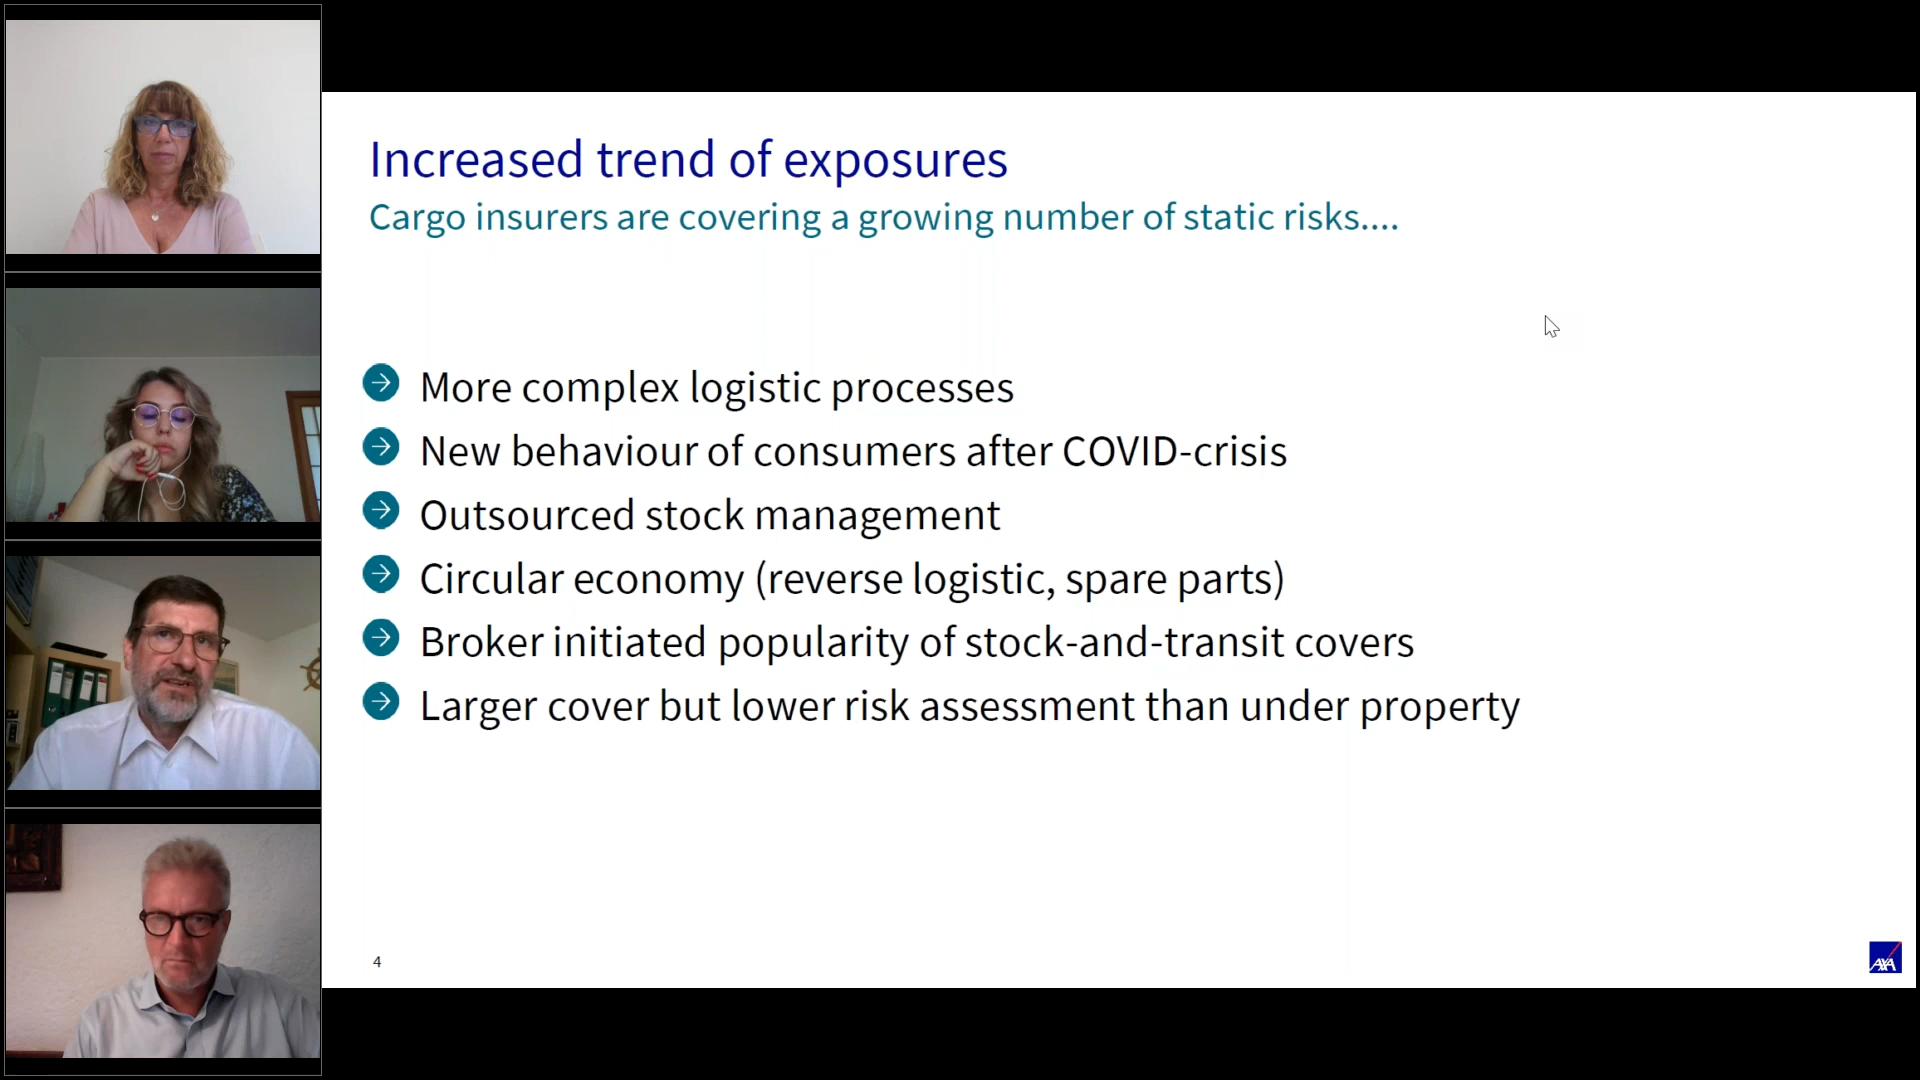 Increased trend of exposures
Cargo insurers are covering a growing number of static risks....
More complex logistic processes
New behaviour of consumers after COVID-crisis
Outsourced stock management
Circular economy (reverse logistic, spare parts)
Broker initiated popularity of stock-and-transit covers
Larger cover but lower risk assessment than under property
4
AXA